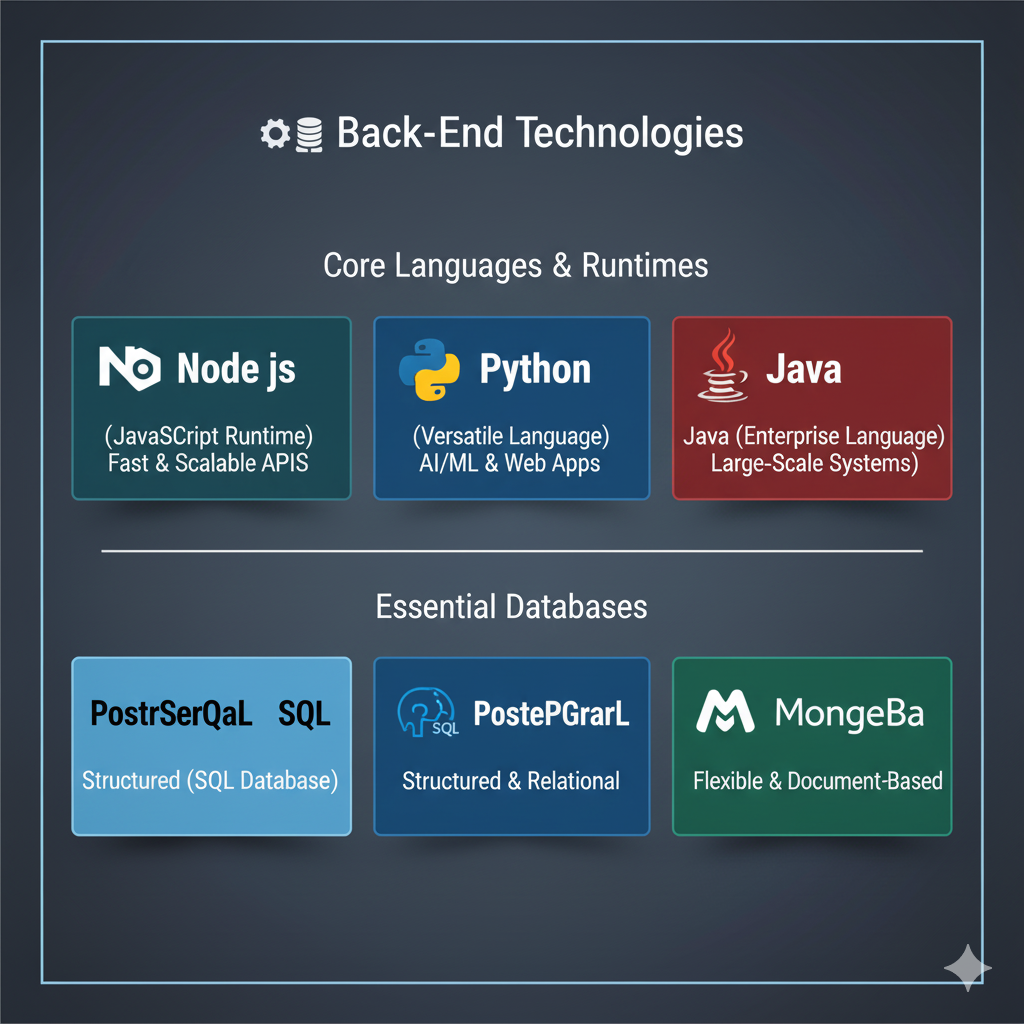 Back-End Technologies
Core Languages & Runtimes
Node js
(JavaSCript Runtime)
Fast & Scalable APIS
Python
(Versatile Language)
AI/ML & Web Apps
Java
Java (Enterprise Language)
Large-Scale Systems)
Essential Databases
PostrSerQaL SQL
Structured (SQL Database)
SQL
PostePGrarL
Structured & Relational
MongeBa
Flexible & Document-Based